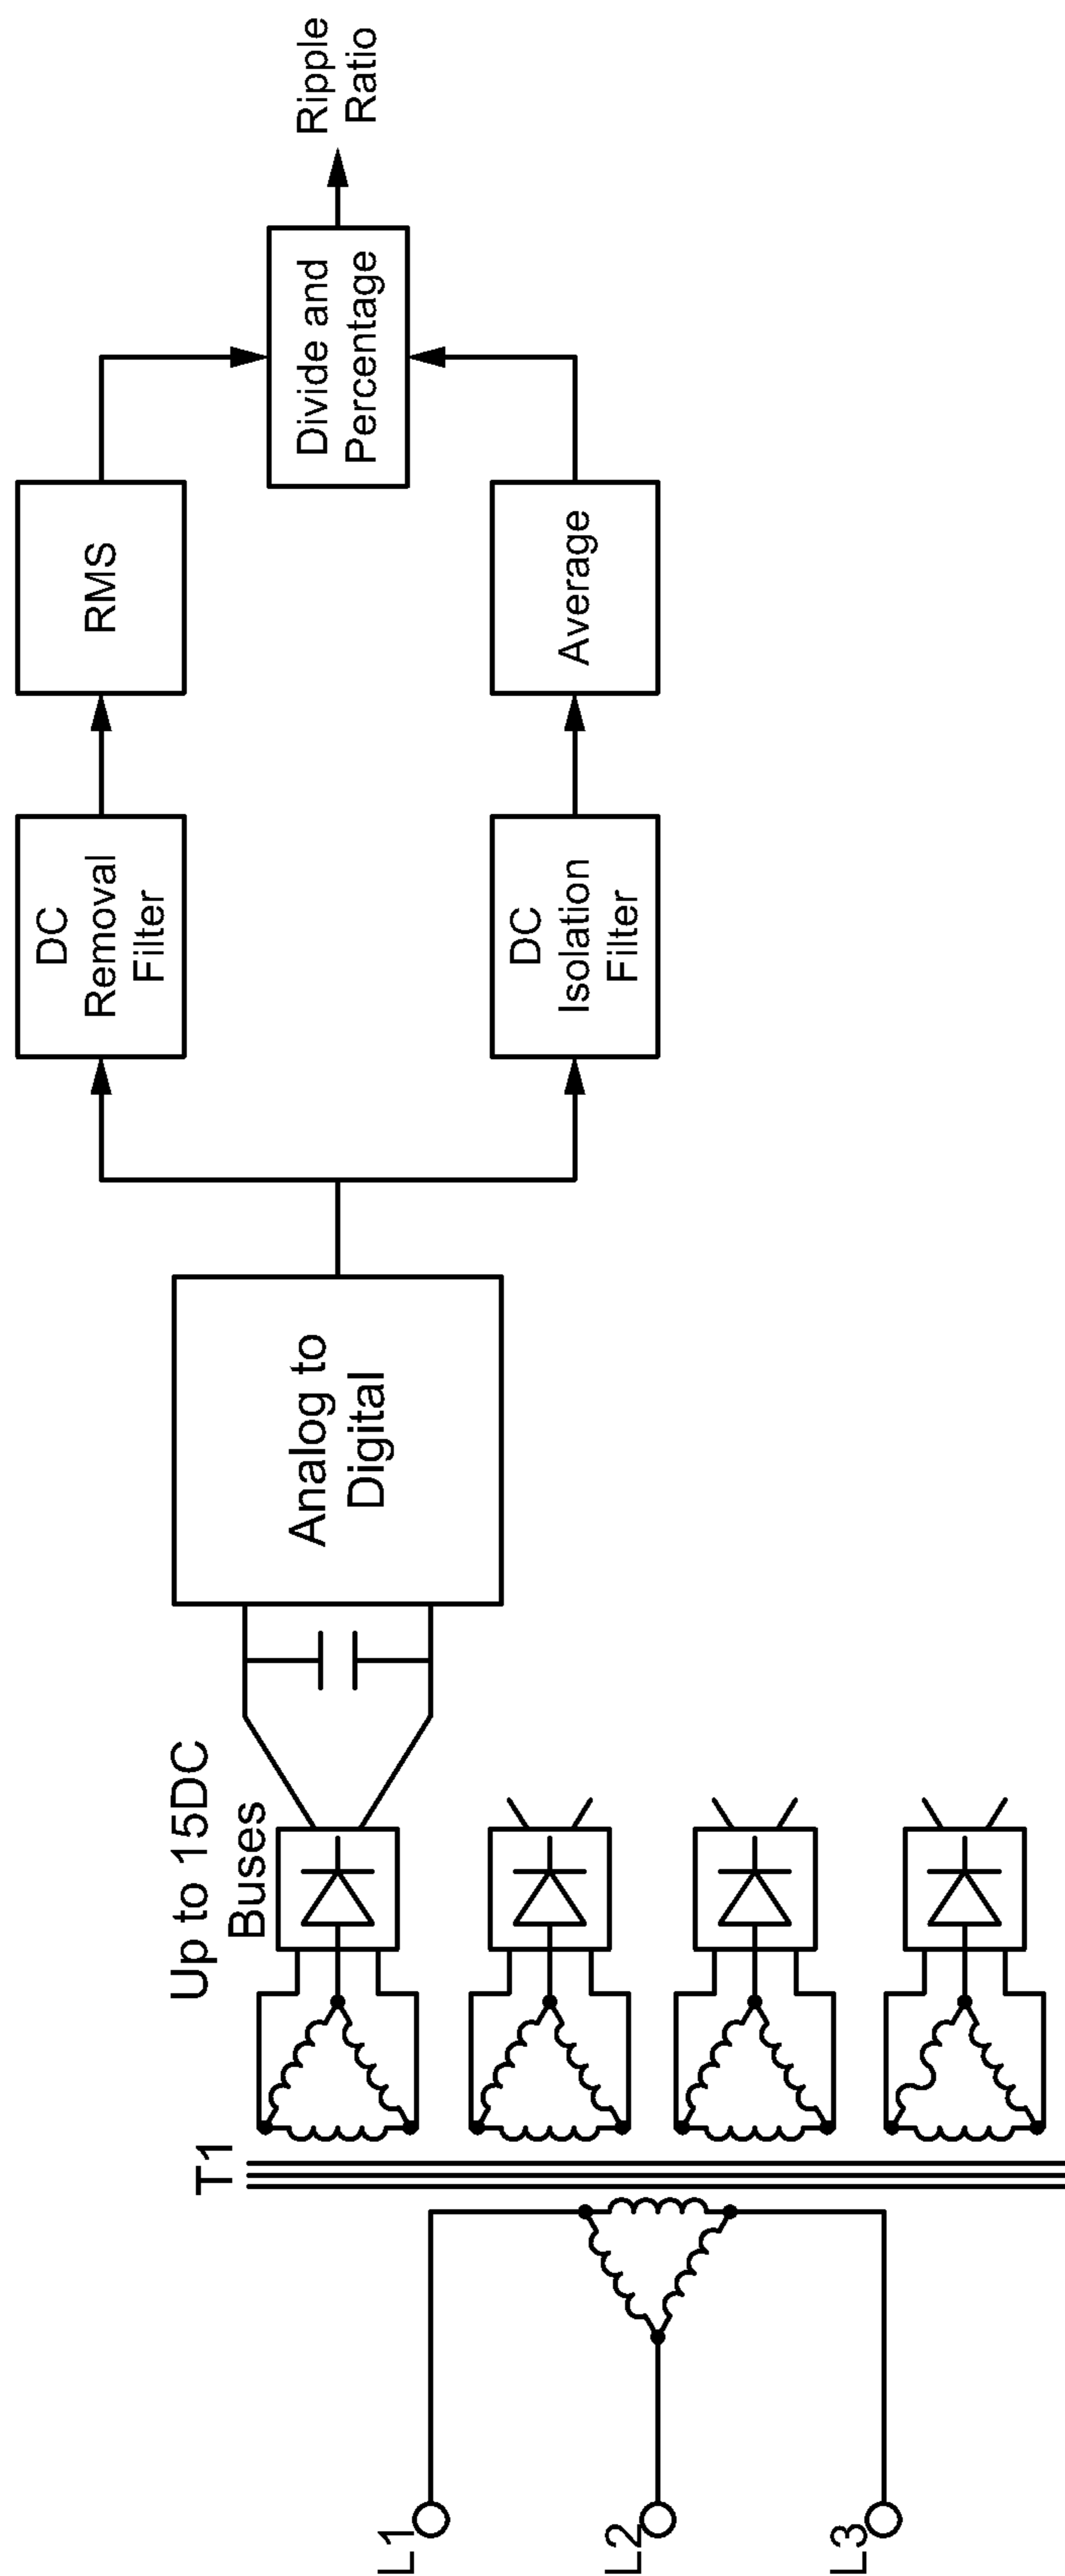 L1
L2
L3
T1
Up to 15DC
Buses
Analog to
Digital
DC
Removal
Filter
RMS
DC
Isolation
Filter
Average
Divide and
Percentage
Ripple
Ratio